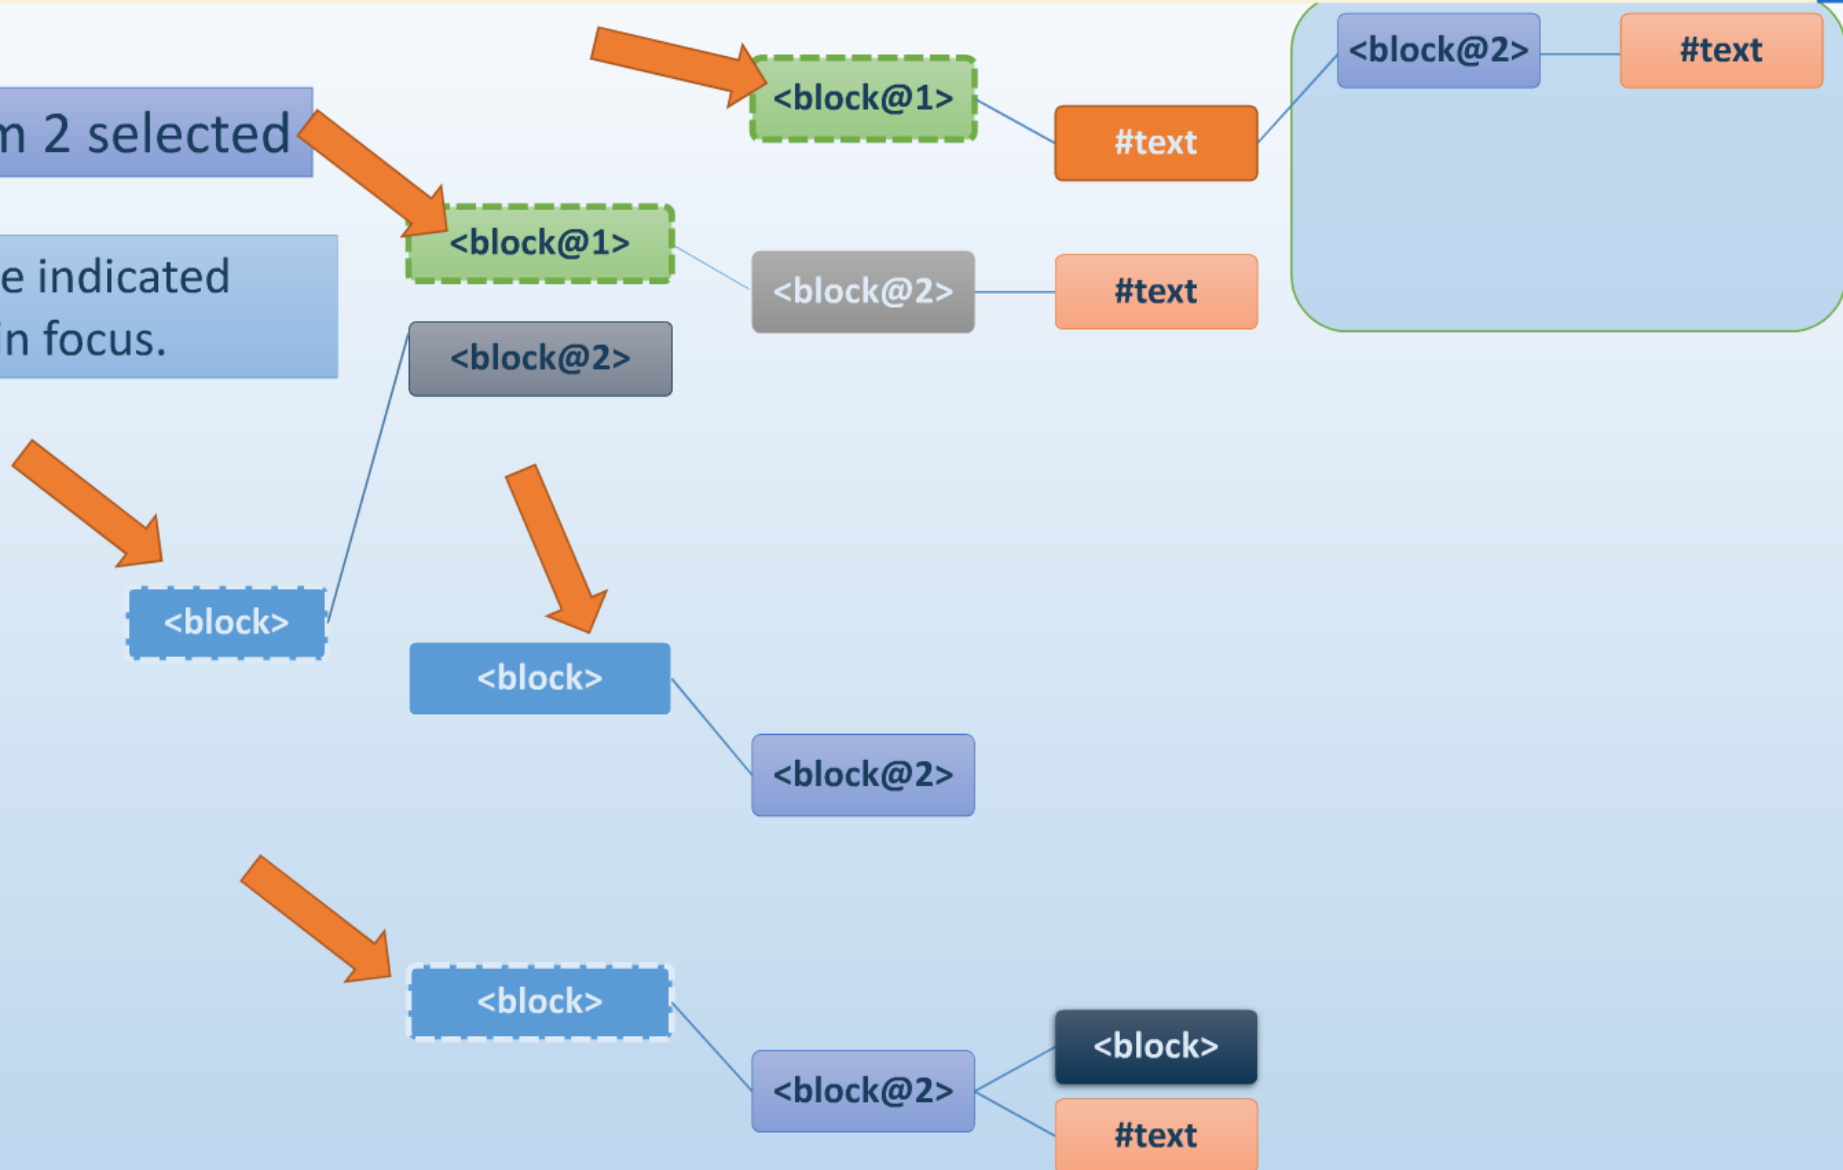 <block@2>
#text
<block@1>
#text
m 2 selected
<block@1>
<block@2>
#text
e indicated
in focus.
<block@2>
<block>
<block>
<block@2>
<block>
<block>
<block@2>
#text